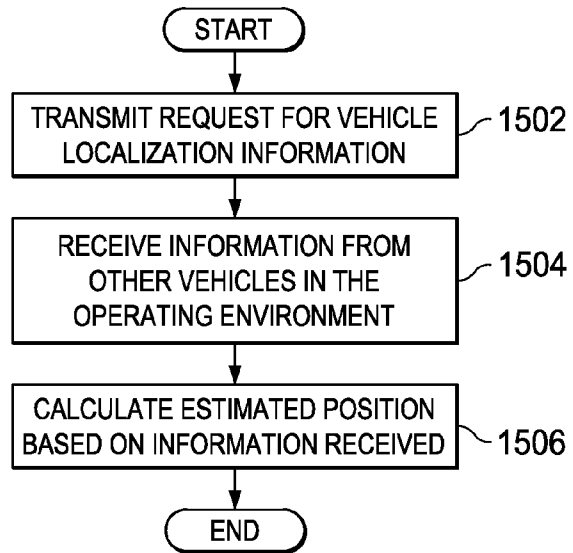 START
TRANSMIT REQUEST FOR VEHICLE
LOCALIZATION INFORMATION
1502
RECEIVE INFORMATION FROM
OTHER VEHICLES IN THE
OPERATING ENVIRONMENT
1504
CALCULATE ESTIMATED POSITION
BASED ON INFORMATION RECEIVED
1506
END